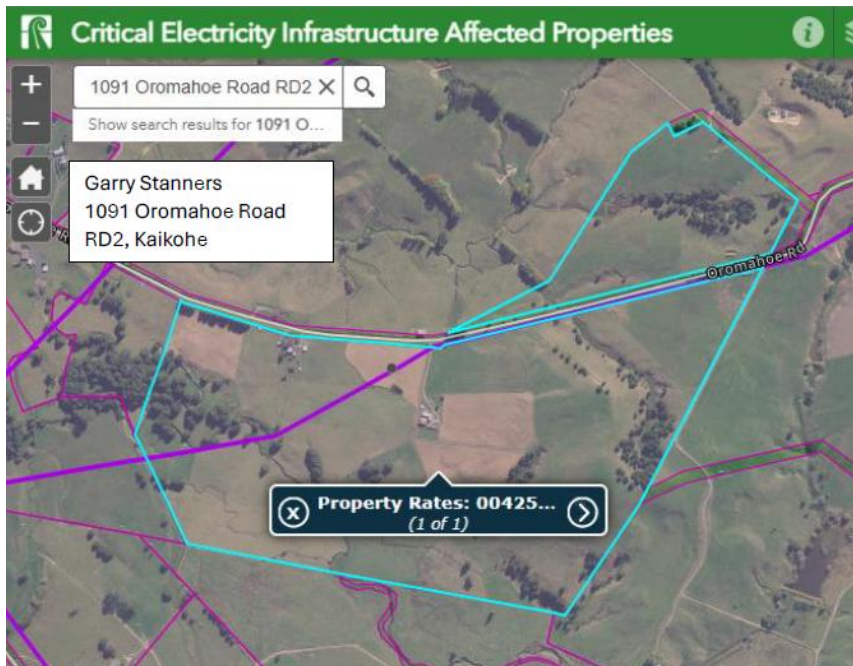 Critical Electricity Infrastructure Affected Properties
1091 Oromahoe Road RD2
Show search results for 1091 O...
Garry Stanners
1091 Oromahoe Road
RD2, Kaikohe
Oromahoe Rd
Property Rates: 00425...
(1 of 1)